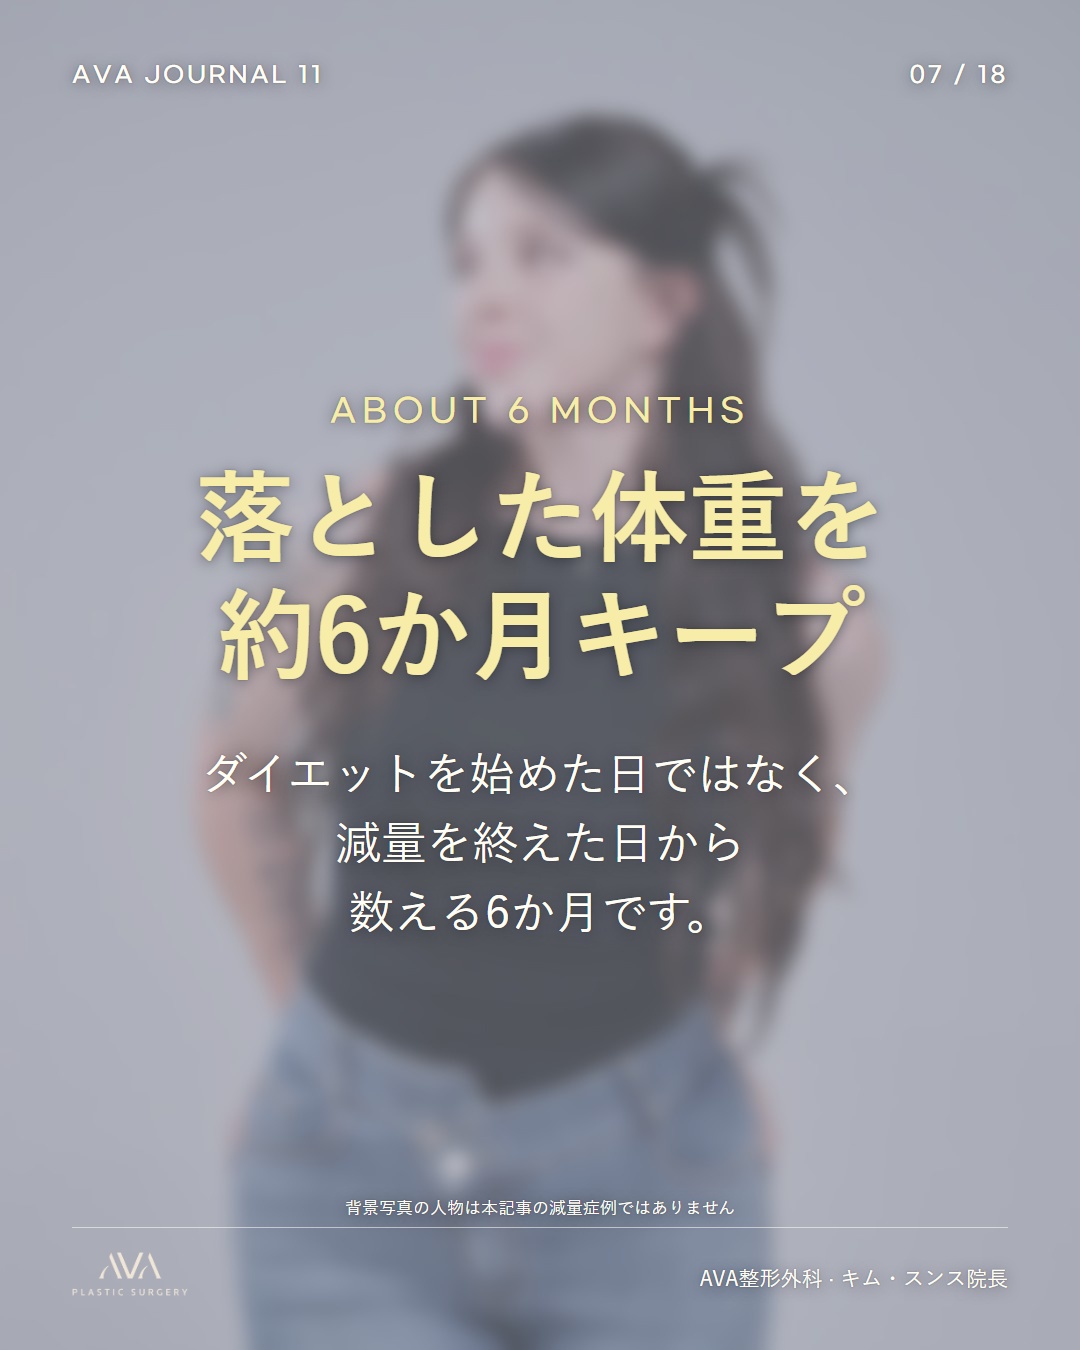 AVA JOURNAL 11
07 / 18
ABOUT 6 MONTHS
落とした体重を
約6か月キープ
ダイエットを始めた日ではなく、
減量を終えた日から
数える6か月です。
背景写真の人物は本記事の減量症例ではありません
AVA
PLASTIC SURGERY
AVA整形外科 · キム・スンス院長